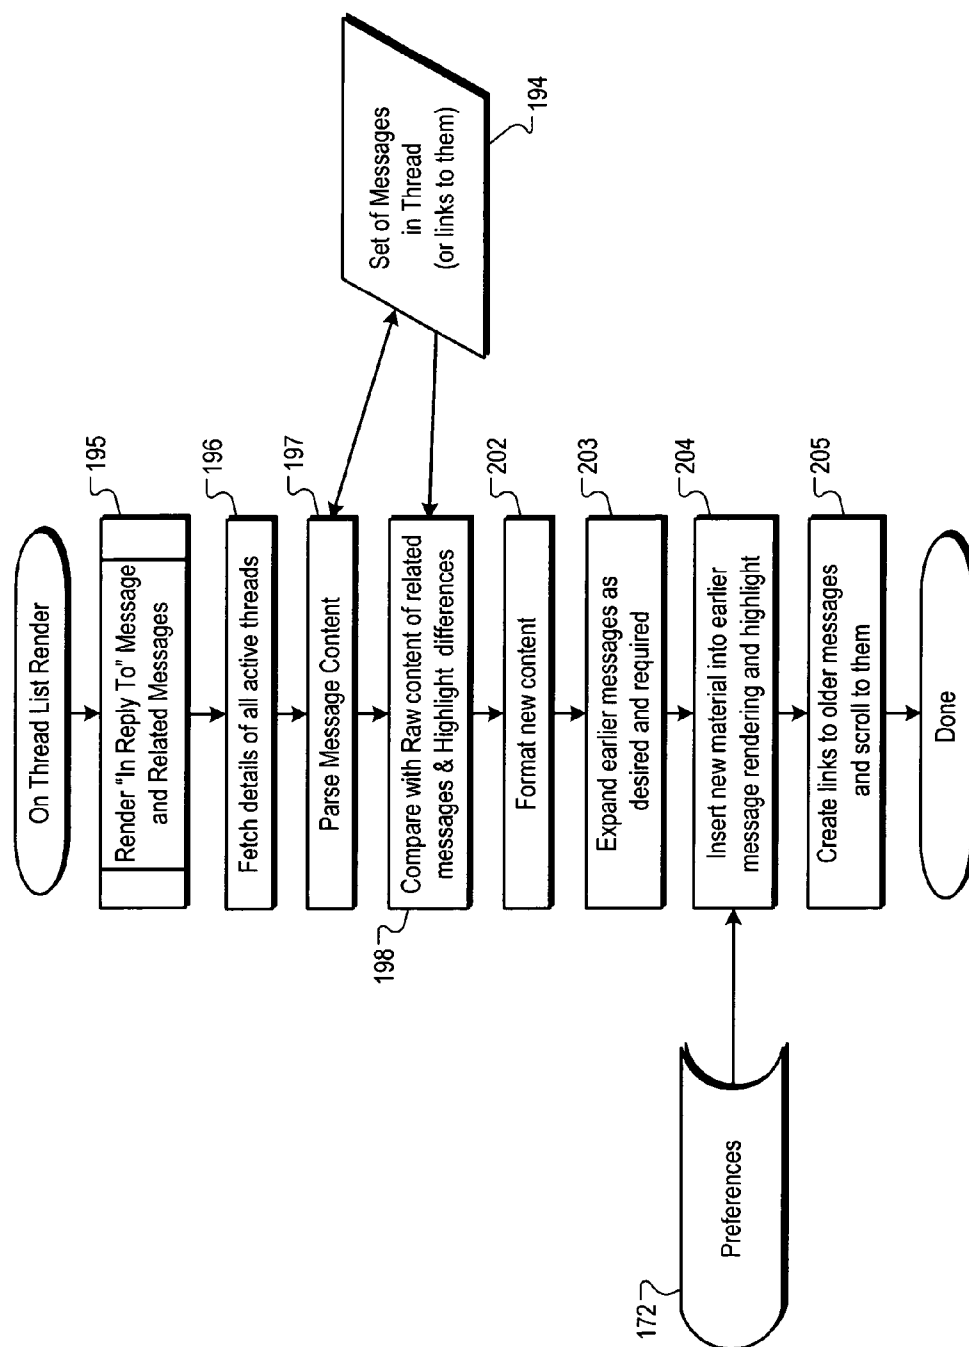 On Thread List Render
195
Render “In Reply To” Message
and Related Messages
196
Fetch details of all active threads
197
Parse Message Content
Set of Messages
in Thread
(or links to them)
194
198
Compare with Raw content of related
messages & Highlight differences
202
Format new content
203
Expand earlier messages as
desired and required
204
Insert new material into earlier
message rendering and highlight
172
Preferences
205
Create links to older messages
and scroll to them
Done